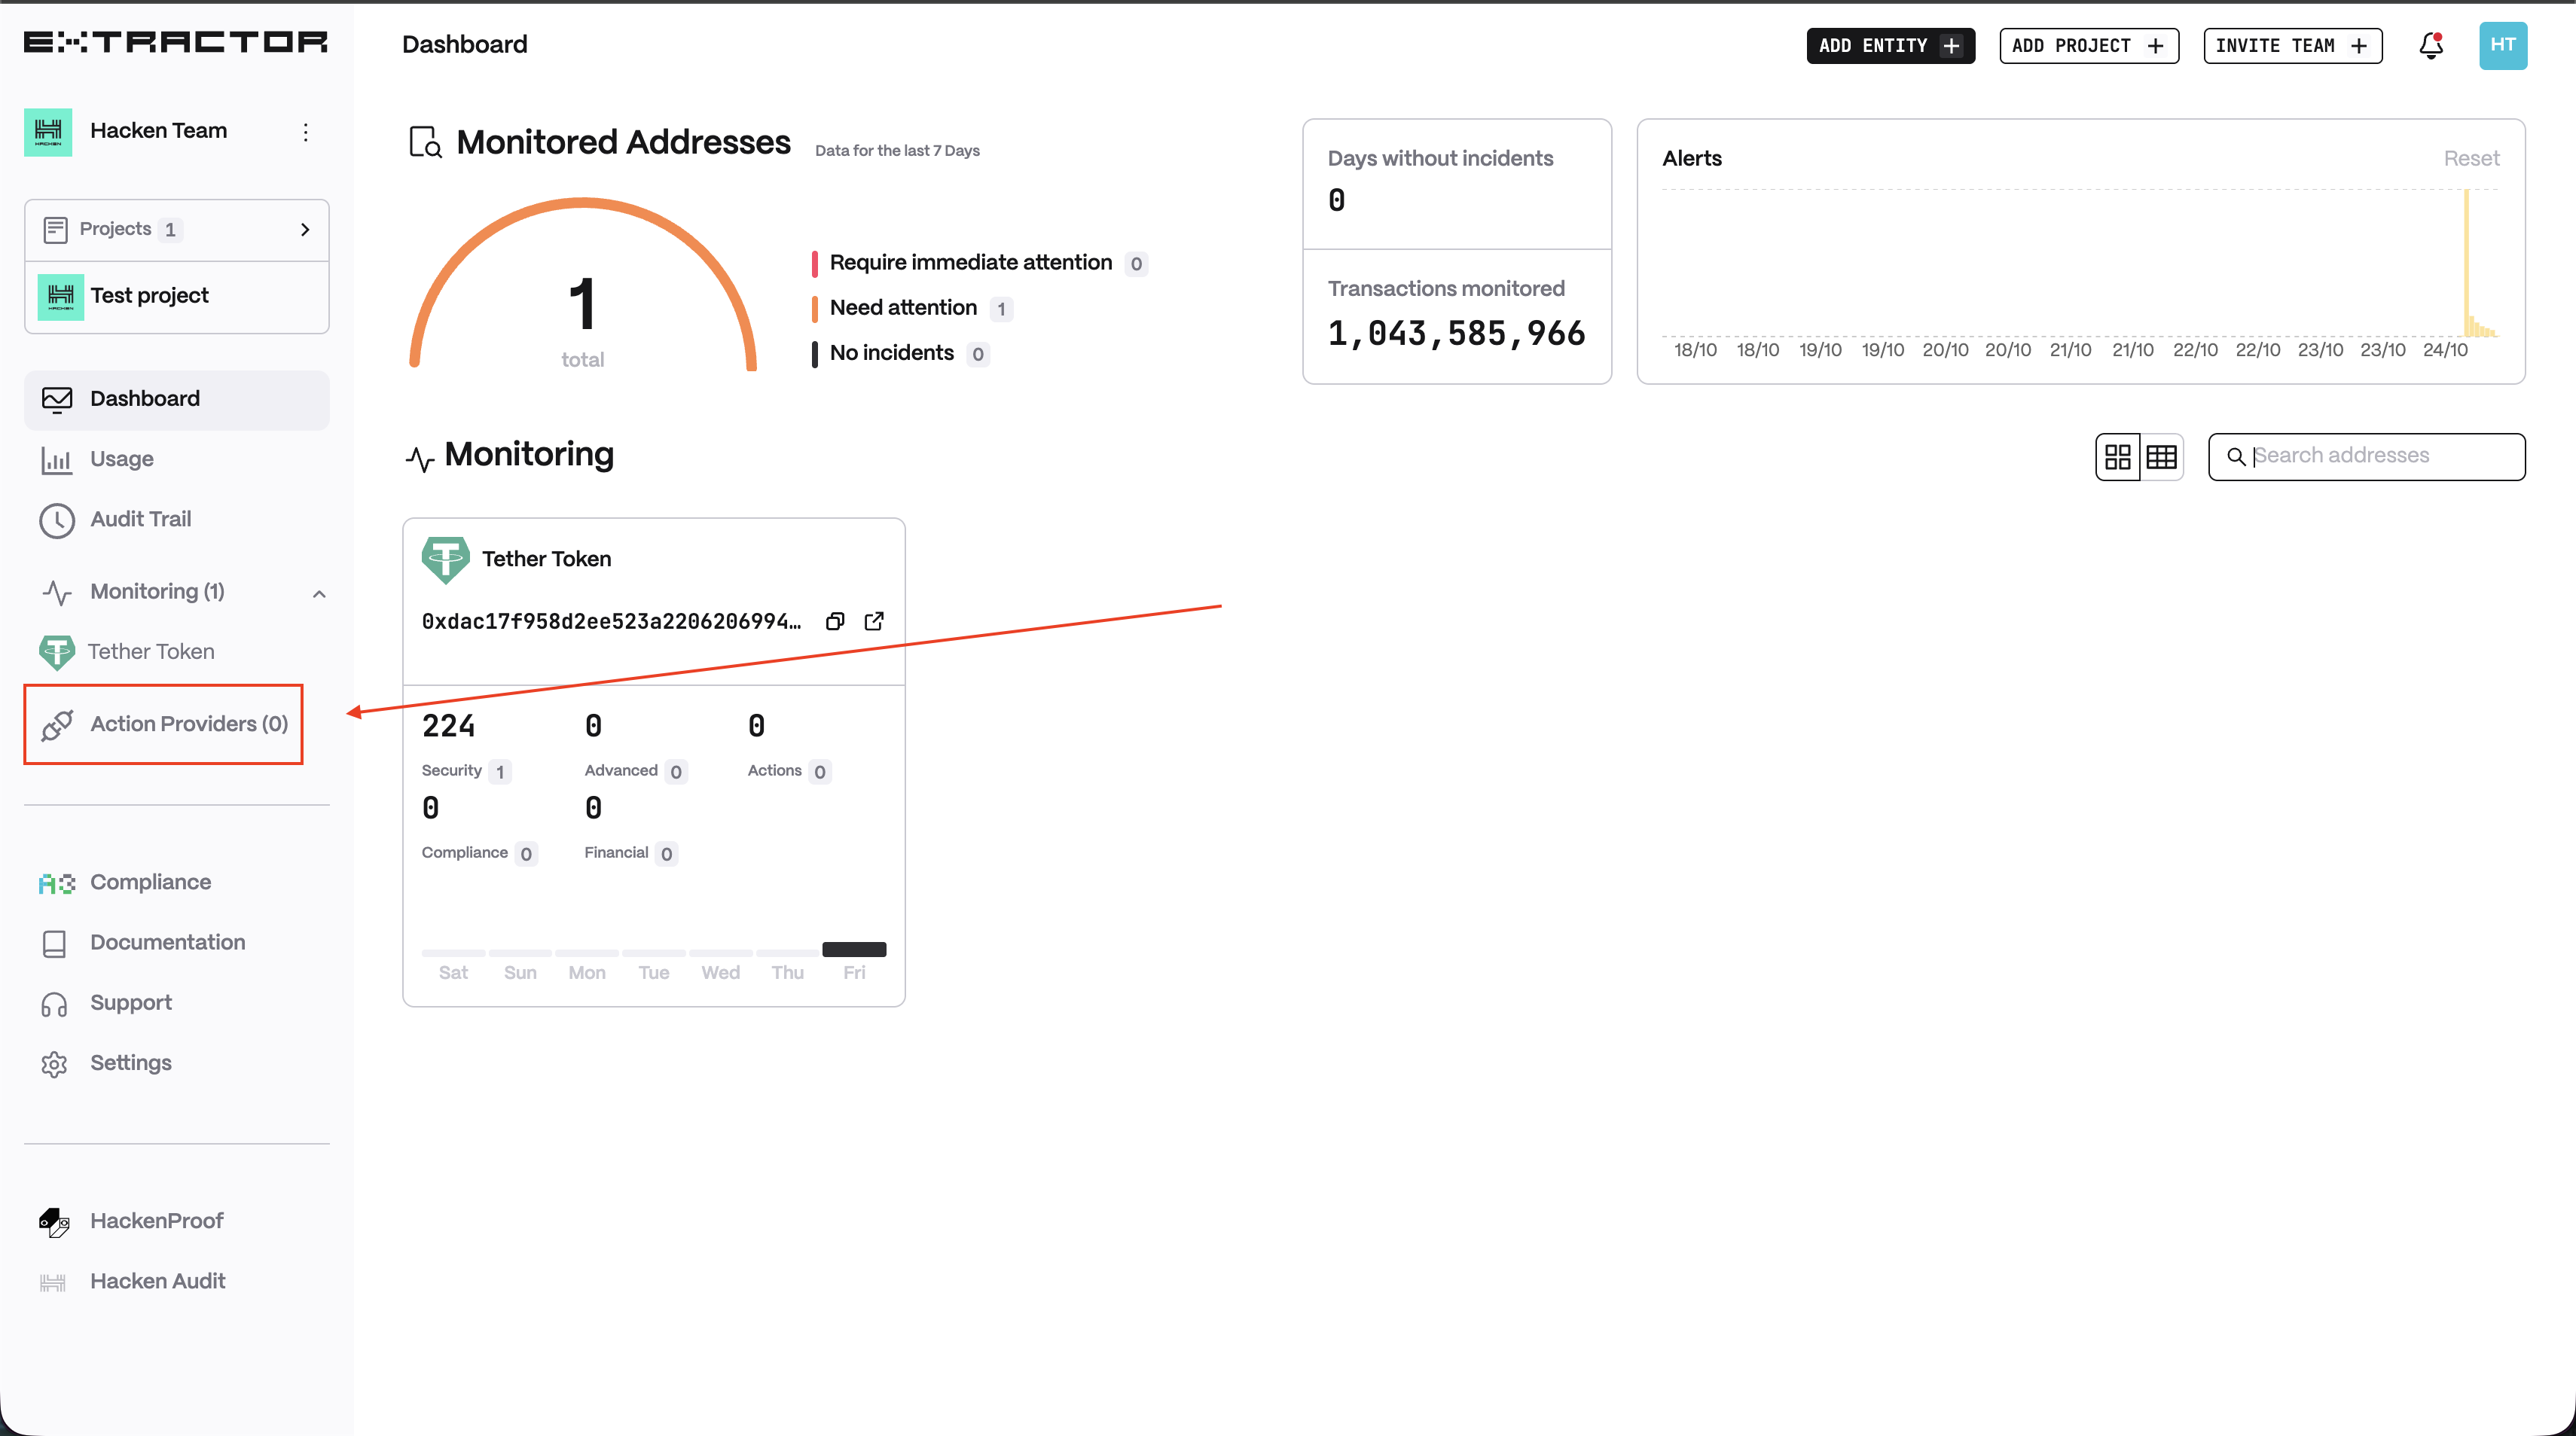 EXTRACTOR
Hacken Team
HACKEN
Projects 1
Test project
HACKEN
Dashboard
Usage
Audit Trail
Monitoring (1)
Tether Token
Action Providers (0)
Compliance
Documentation
Support
Settings
HackenProof
Hacken Audit
Dashboard
ADD ENTITY +
ADD PROJECT +
INVITE TEAM +
HT
Monitored Addresses
Data for the last 7 Days
1
total
Require immediate attention 0
Need attention 1
No incidents 0
Days without incidents
0
Transactions monitored
1,043,585,966
Alerts
Reset
18/10 18/10 19/10 19/10 20/10 20/10 21/10 21/10 22/10 22/10 23/10 23/10 24/10
Monitoring
Search addresses
Tether Token
0xdac17f958d2ee523a2206206994…
224 0 0
Security 1 Advanced 0 Actions 0
0 0
Compliance 0 Financial 0
Sat Sun Mon Tue Wed Thu Fri